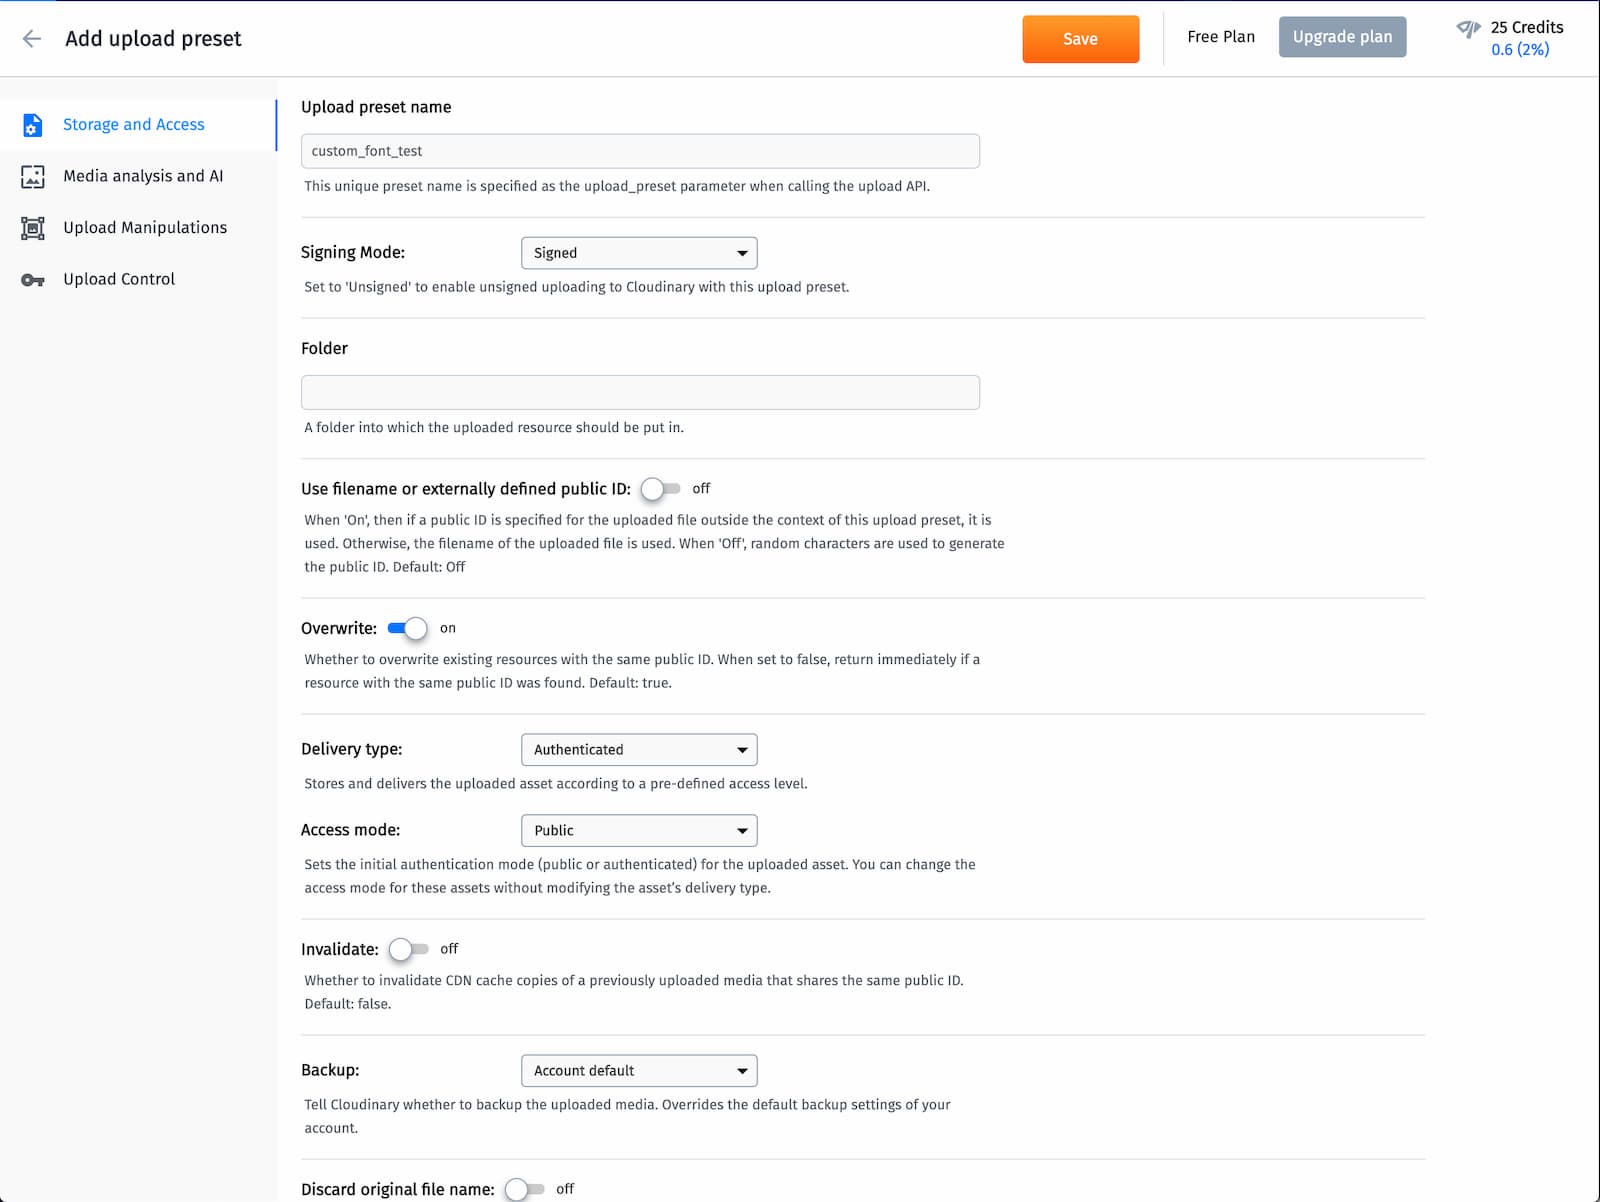 Add upload preset
Save
Free Plan
Upgrade plan
25 Credits
0.6 (2%)
Storage and Access
Media analysis and AI
Upload Manipulations
Upload Control
Upload preset name
custom_font_test
This unique preset name is specified as the upload_preset parameter when calling the upload API.
Signing Mode:
Signed
Set to 'Unsigned' to enable unsigned uploading to Cloudinary with this upload preset.
Folder
A folder into which the uploaded resource should be put in.
Use filename or externally defined public ID:
off
When 'On', then if a public ID is specified for the uploaded file outside the context of this upload preset, it is
used. Otherwise, the filename of the uploaded file is used. When 'Off', random characters are used to generate
the public ID. Default: Off
Overwrite:
on
Whether to overwrite existing resources with the same public ID. When set to false, return immediately if a
resource with the same public ID was found. Default: true.
Delivery type:
Authenticated
Stores and delivers the uploaded asset according to a pre-defined access level.
Access mode:
Public
Sets the initial authentication mode (public or authenticated) for the uploaded asset. You can change the
access mode for these assets without modifying the asset’s delivery type.
Invalidate:
off
Whether to invalidate CDN cache copies of a previously uploaded media that shares the same public ID.
Default: false.
Backup:
Account default
Tell Cloudinary whether to backup the uploaded media. Overrides the default backup settings of your
account.
Discard original file name:
off